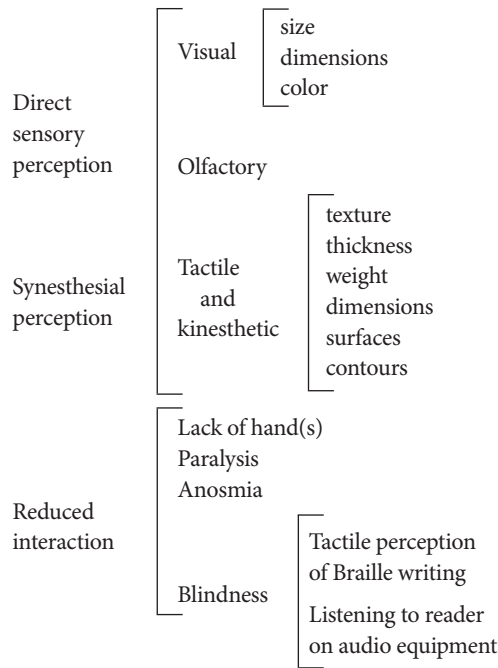 Direct
sensory
perception
Synesthesial
perception
Visual
size
dimensions
color
Olfactory
Tactile
and
kinesthetic
texture
thickness
weight
dimensions
surfaces
contours
Reduced
interaction
Lack of hand(s)
Paralysis
Anosmia
Blindness
Tactile perception
of Braille writing
Listening to reader
on audio equipment